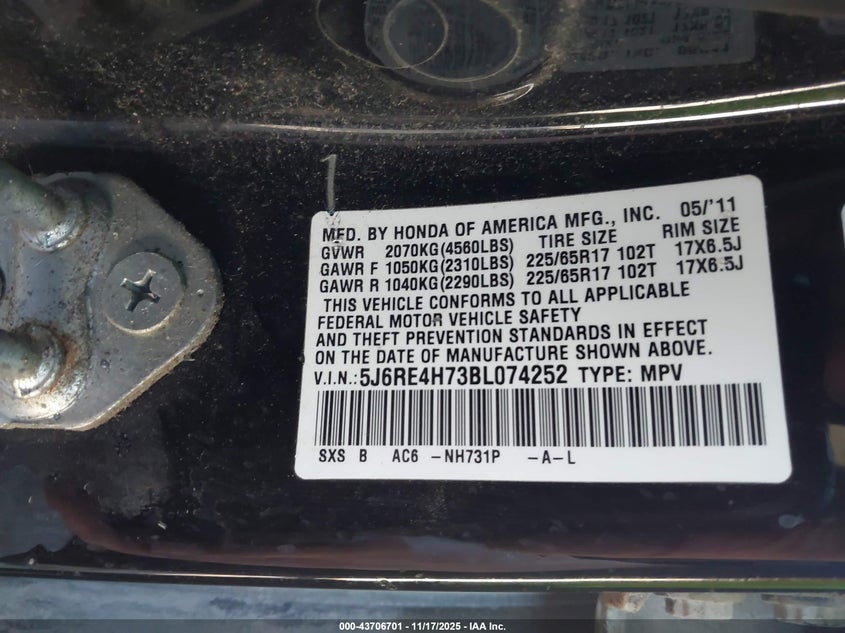 1
MFD. BY HONDA OF AMERICA MFG., INC. 05/'11
GVWR 2070KG(4560LBS) TIRE SIZE RIM SIZE
GAWR F 1050KG(2310LBS) 225/65R17 102T 17X6.5J
GAWR R 1040KG(2290LBS) 225/65R17 102T 17X6.5J
THIS VEHICLE CONFORMS TO ALL APPLICABLE
FEDERAL MOTOR VEHICLE SAFETY
AND THEFT PREVENTION STANDARDS IN EFFECT
ON THE DATE OF MANUFACTURE SHOWN ABOVE.
V.I.N.:5J6RE4H73BL074252 TYPE: MPV
SXS B AC6 -NH731P -A-L
000-43706701 - 11/17/2025 - IAA Inc.